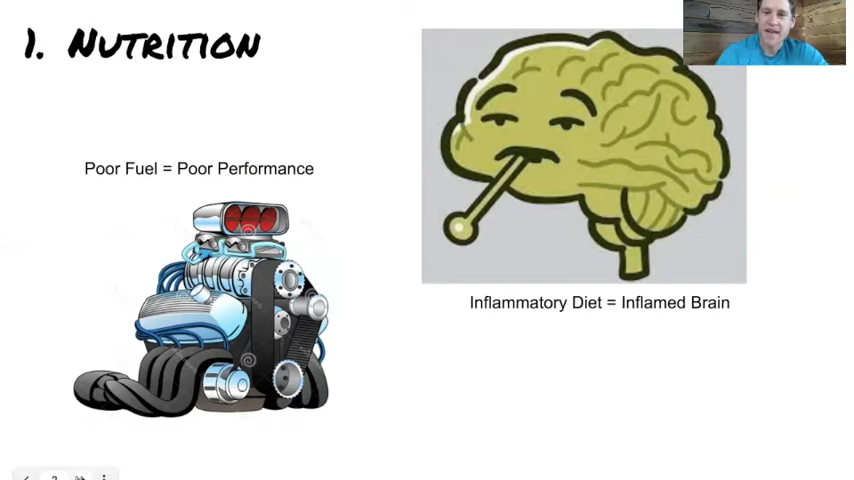 1. Nutrition
Poor Fuel = Poor Performance
Inflammatory Diet = Inflamed Brain